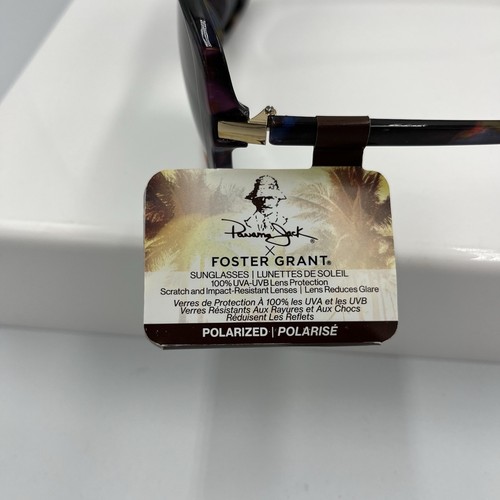 Panama Jack®
X
FOSTER GRANT®
SUNGLASSES | LUNETTES DE SOLEIL
100% UVA-UVB Lens Protection
Scratch and Impact-Resistant Lenses | Lens Reduces Glare
Verres de Protection À 100% les UVA et les UVB
Verres Résistants Aux Rayures et Aux Chocs
Réduisent Les Reflets
POLARIZED | POLARISÉ